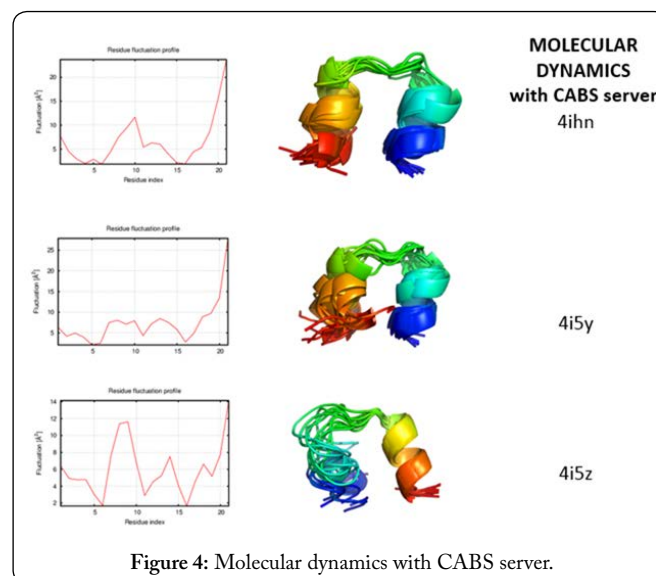 Residue fluctuation profile
Fluctuation [Å²]
20
15
10
5
5 10 15 20
Residue index
MOLECULAR
DYNAMICS
with CABS server
4ihn
Residue fluctuation profile
Fluctuation [Å²]
25
20
15
10
5
5 10 15 20
Residue index
4i5y
Residue fluctuation profile
Fluctuation [Å²]
14
12
10
8
6
4
2
5 10 15 20
Residue index
4i5z
Figure 4: Molecular dynamics with CABS server.